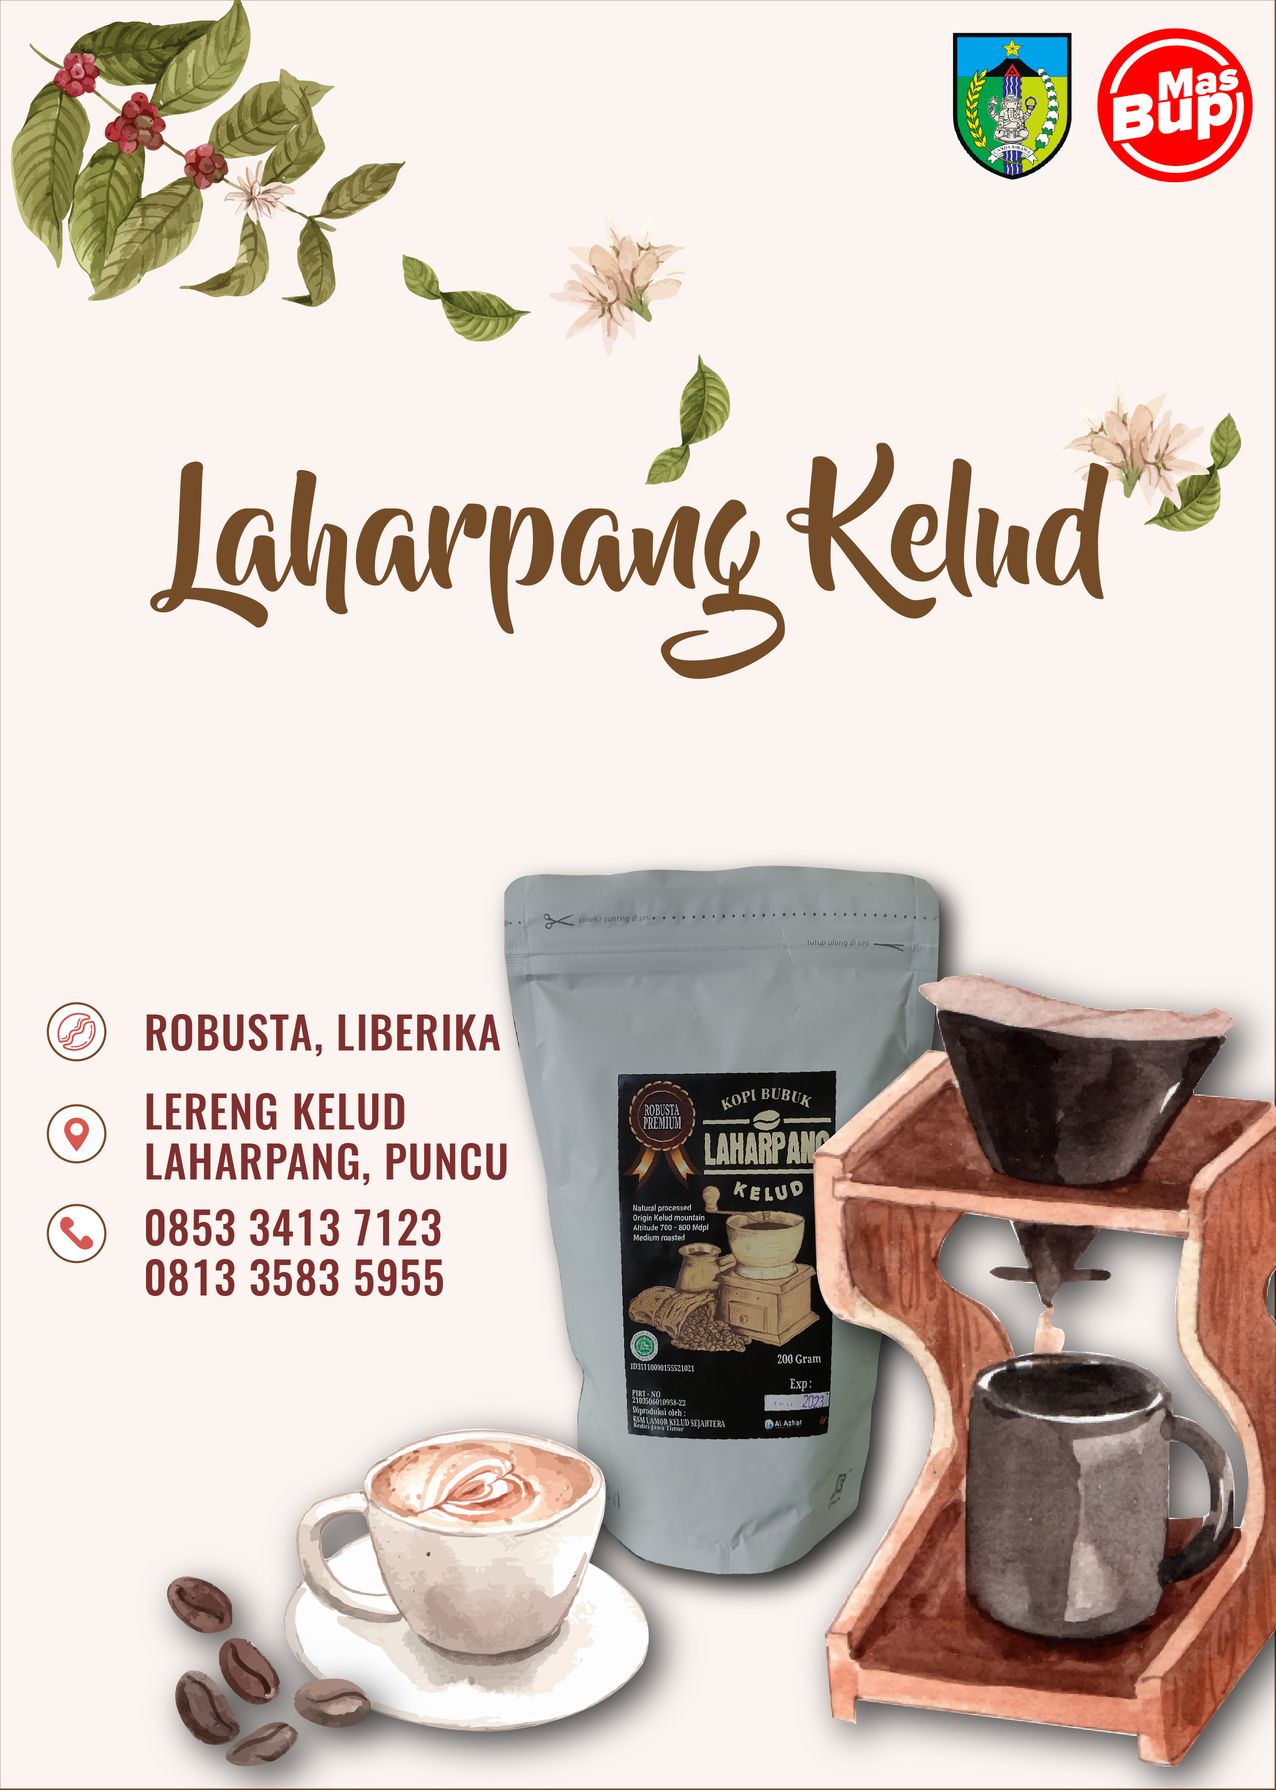 Mas
Bup
Laharpang Kelud
sobek / gunting di sini
tutup ulang di sini
ROBUSTA, LIBERIKA
LERENG KELUD
LAHARPANG, PUNCU
0853 3413 7123
0813 3583 5955
ROBUSTA
PREMIUM
KOPI BUBUK
LAHARPANG
KELUD
Natural processed
Origin Kelud mountain
Altitude 700 - 800 Mdpl
Medium roasted
200 Gram
Exp :
2023
PIRT - NO
Diproduksi oleh :
KSM LAMOR KELUD SEJAHTERA
Kediri-Jawa Timur
Al Azhar